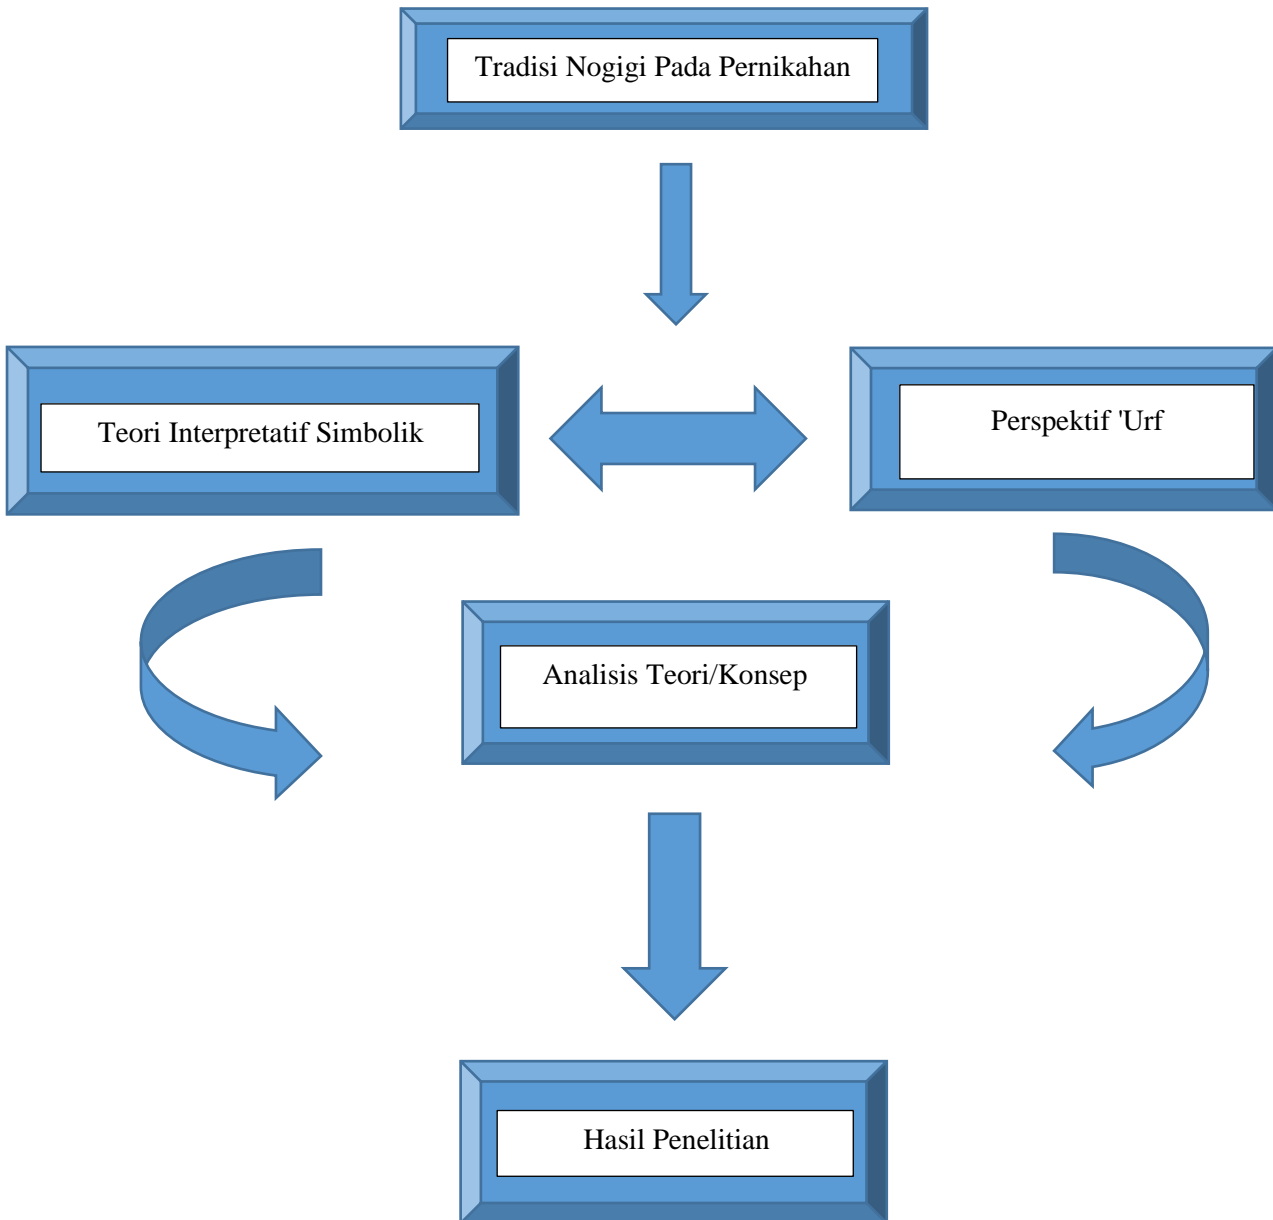 Tradisi Nogigi Pada Pernikahan
Teori Interpretatif Simbolik
Perspektif 'Urf
Analisis Teori/Konsep
Hasil Penelitian